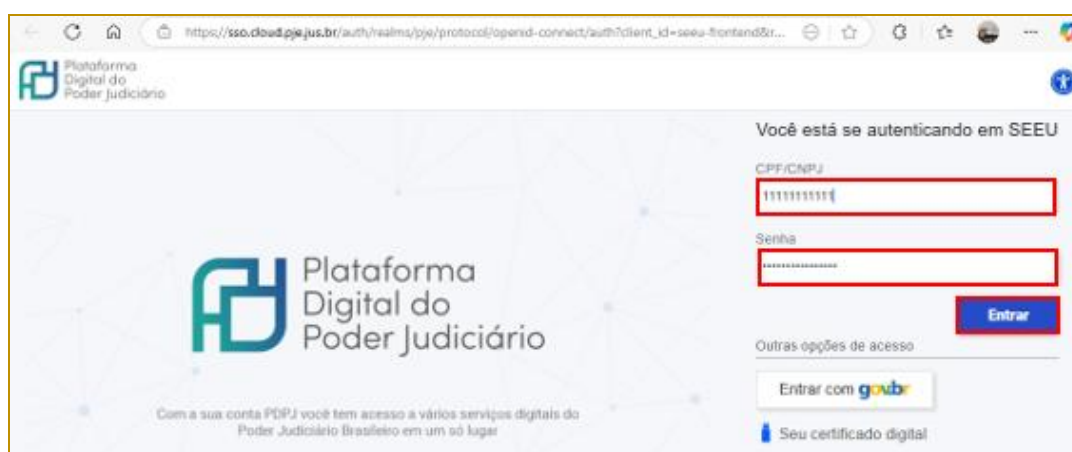 https://sso.cloud.pje.jus.br/auth/realms/pje/protocol/openid-connect/auth?client_id=seeu-frontend&r...
Plataforma
Digital do
Poder Judiciário
Você está se autenticando em SEEU
CPF/CNPJ
11111111111
Senha
Entrar
Outras opções de acesso
Entrar com gov.br
Seu certificado digital
Plataforma
Digital do
Poder Judiciário
Com a sua conta PDPJ você tem acesso a vários serviços digitais do
Poder Judiciário Brasileiro em um só lugar